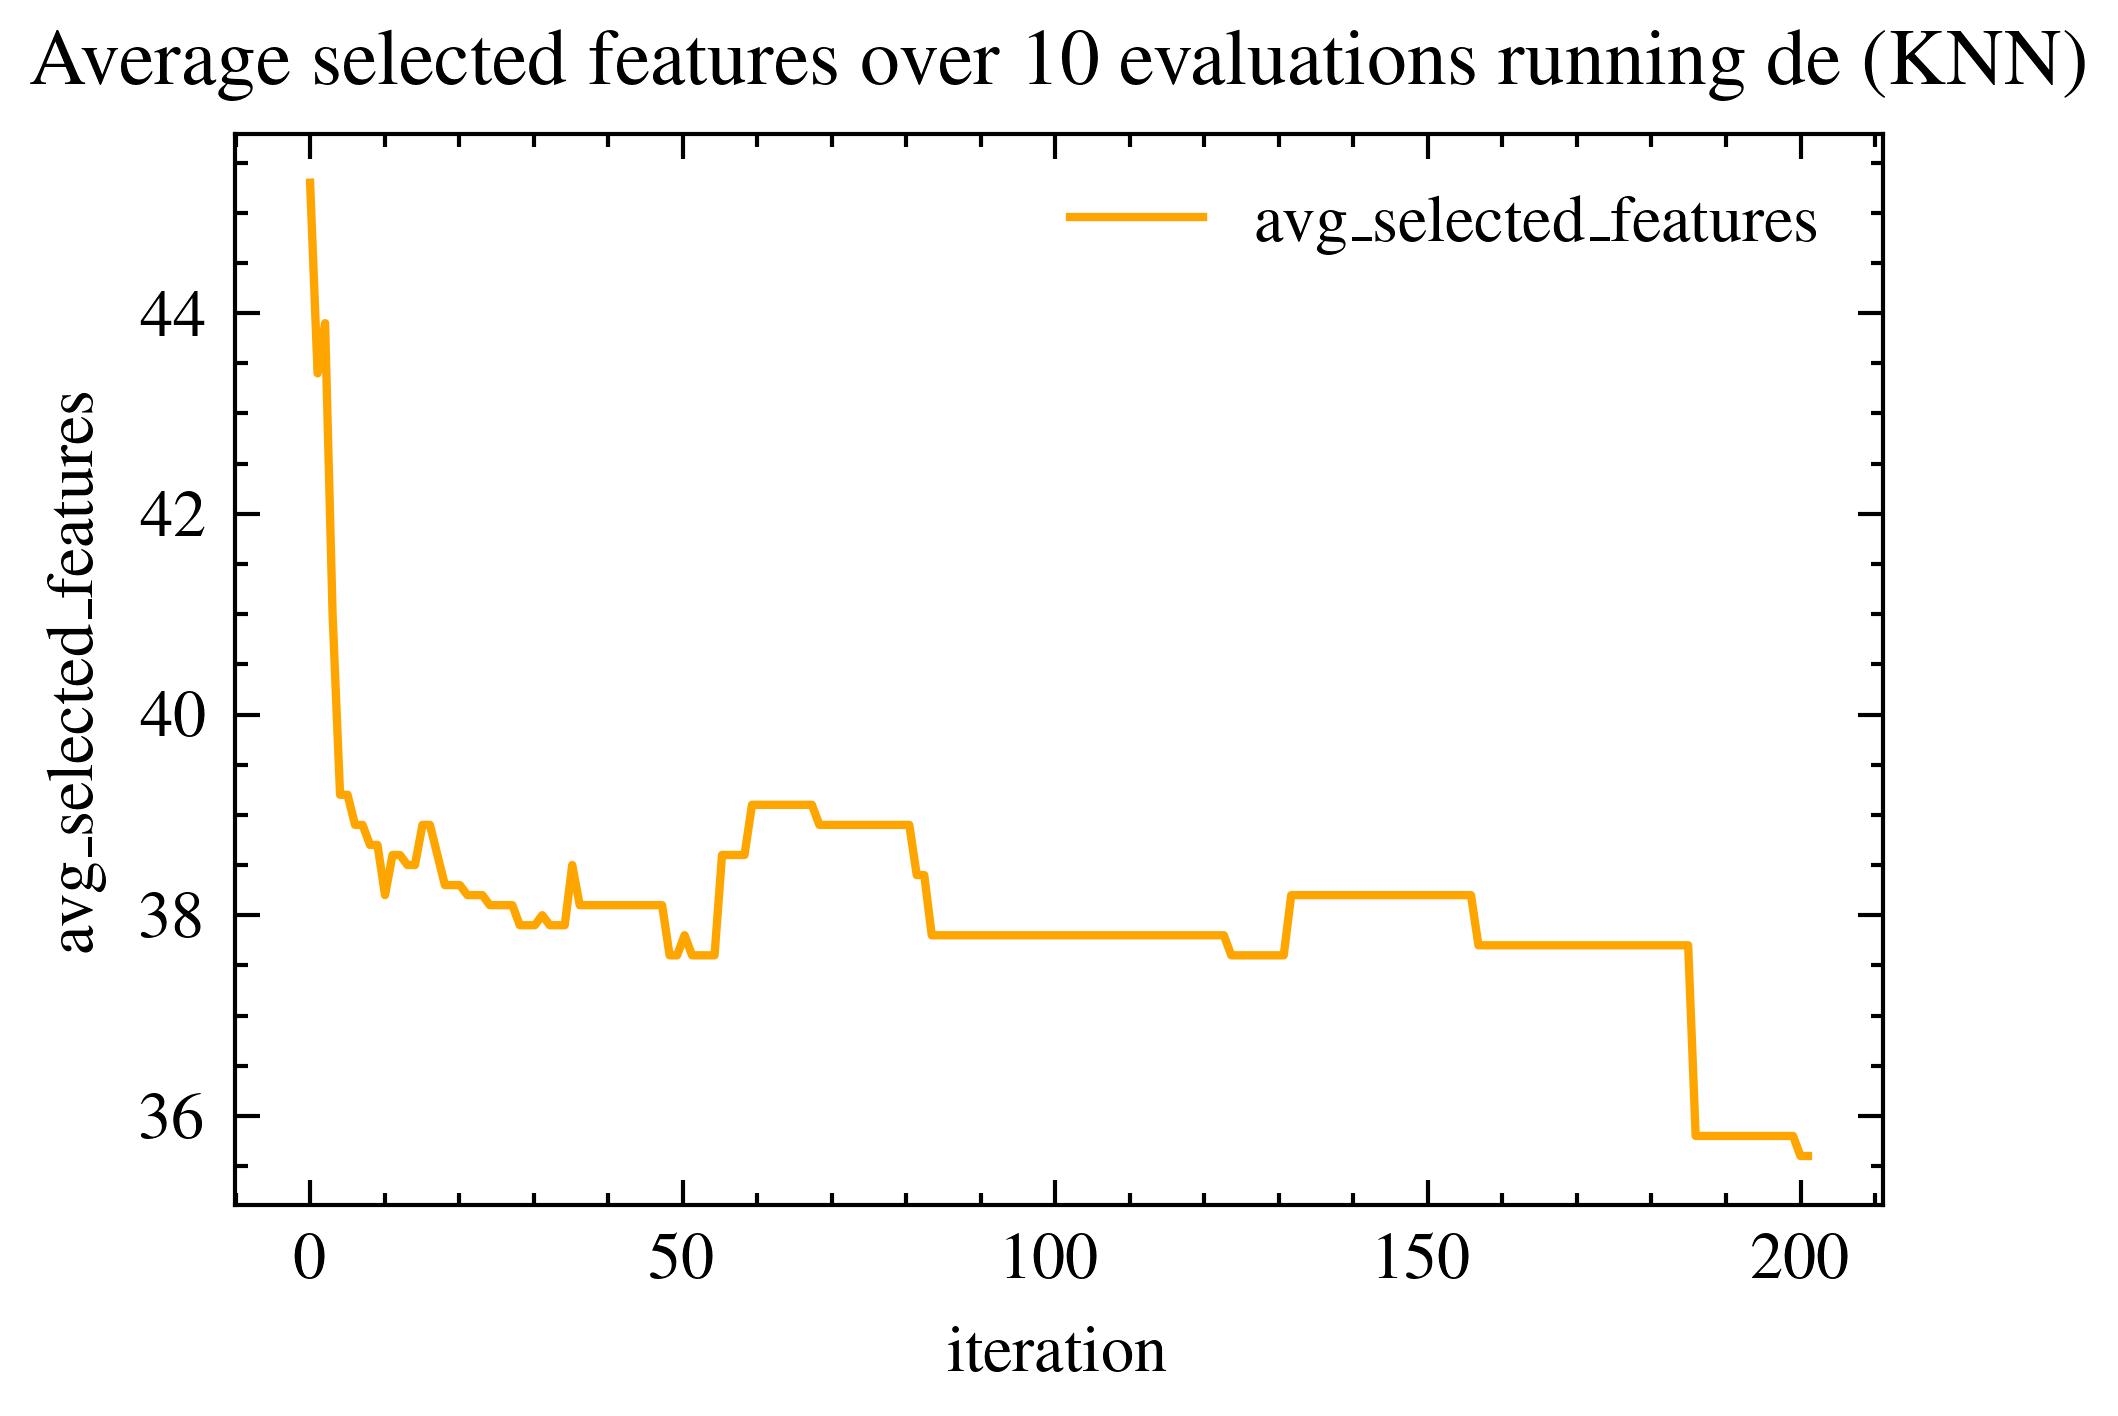 Average selected features over 10 evaluations running de (KNN)
avg_selected_features
44
42
40
38
36
avg_selected_features
0 50 100 150 200
iteration